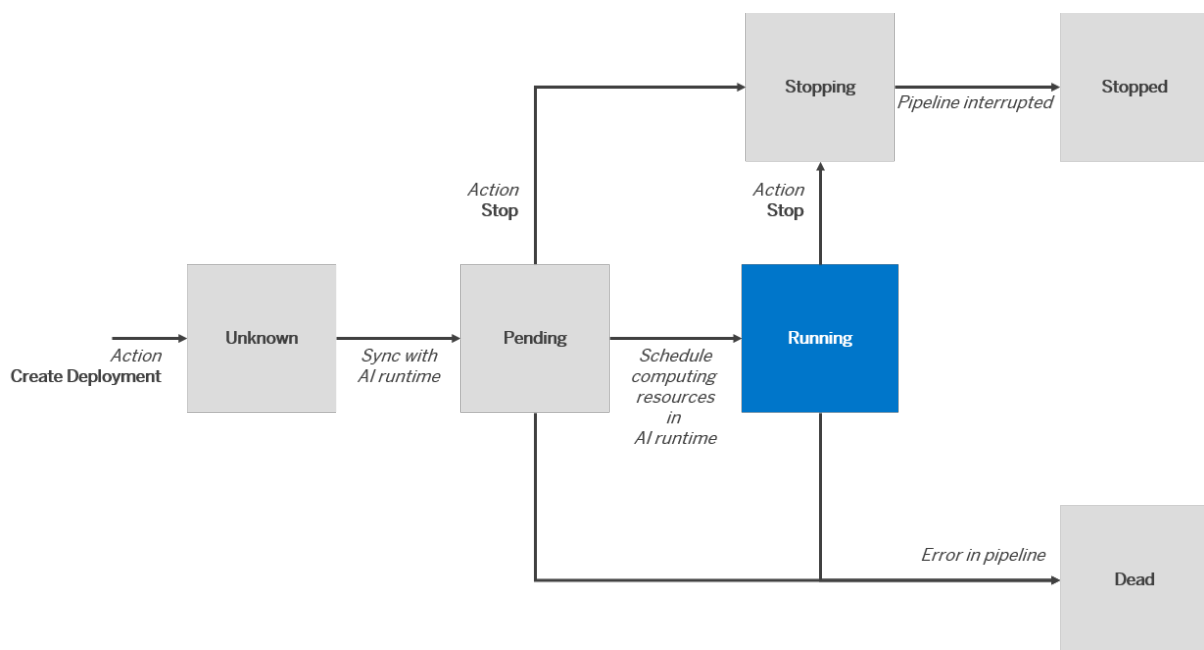 Stopping
Stopped
Pipeline interrupted
Action
Stop
Action
Stop
Unknown
Pending
Running
Action
Create Deployment
Sync with
AI runtime
Schedule
computing
resources
in
AI runtime
Error in pipeline
Dead